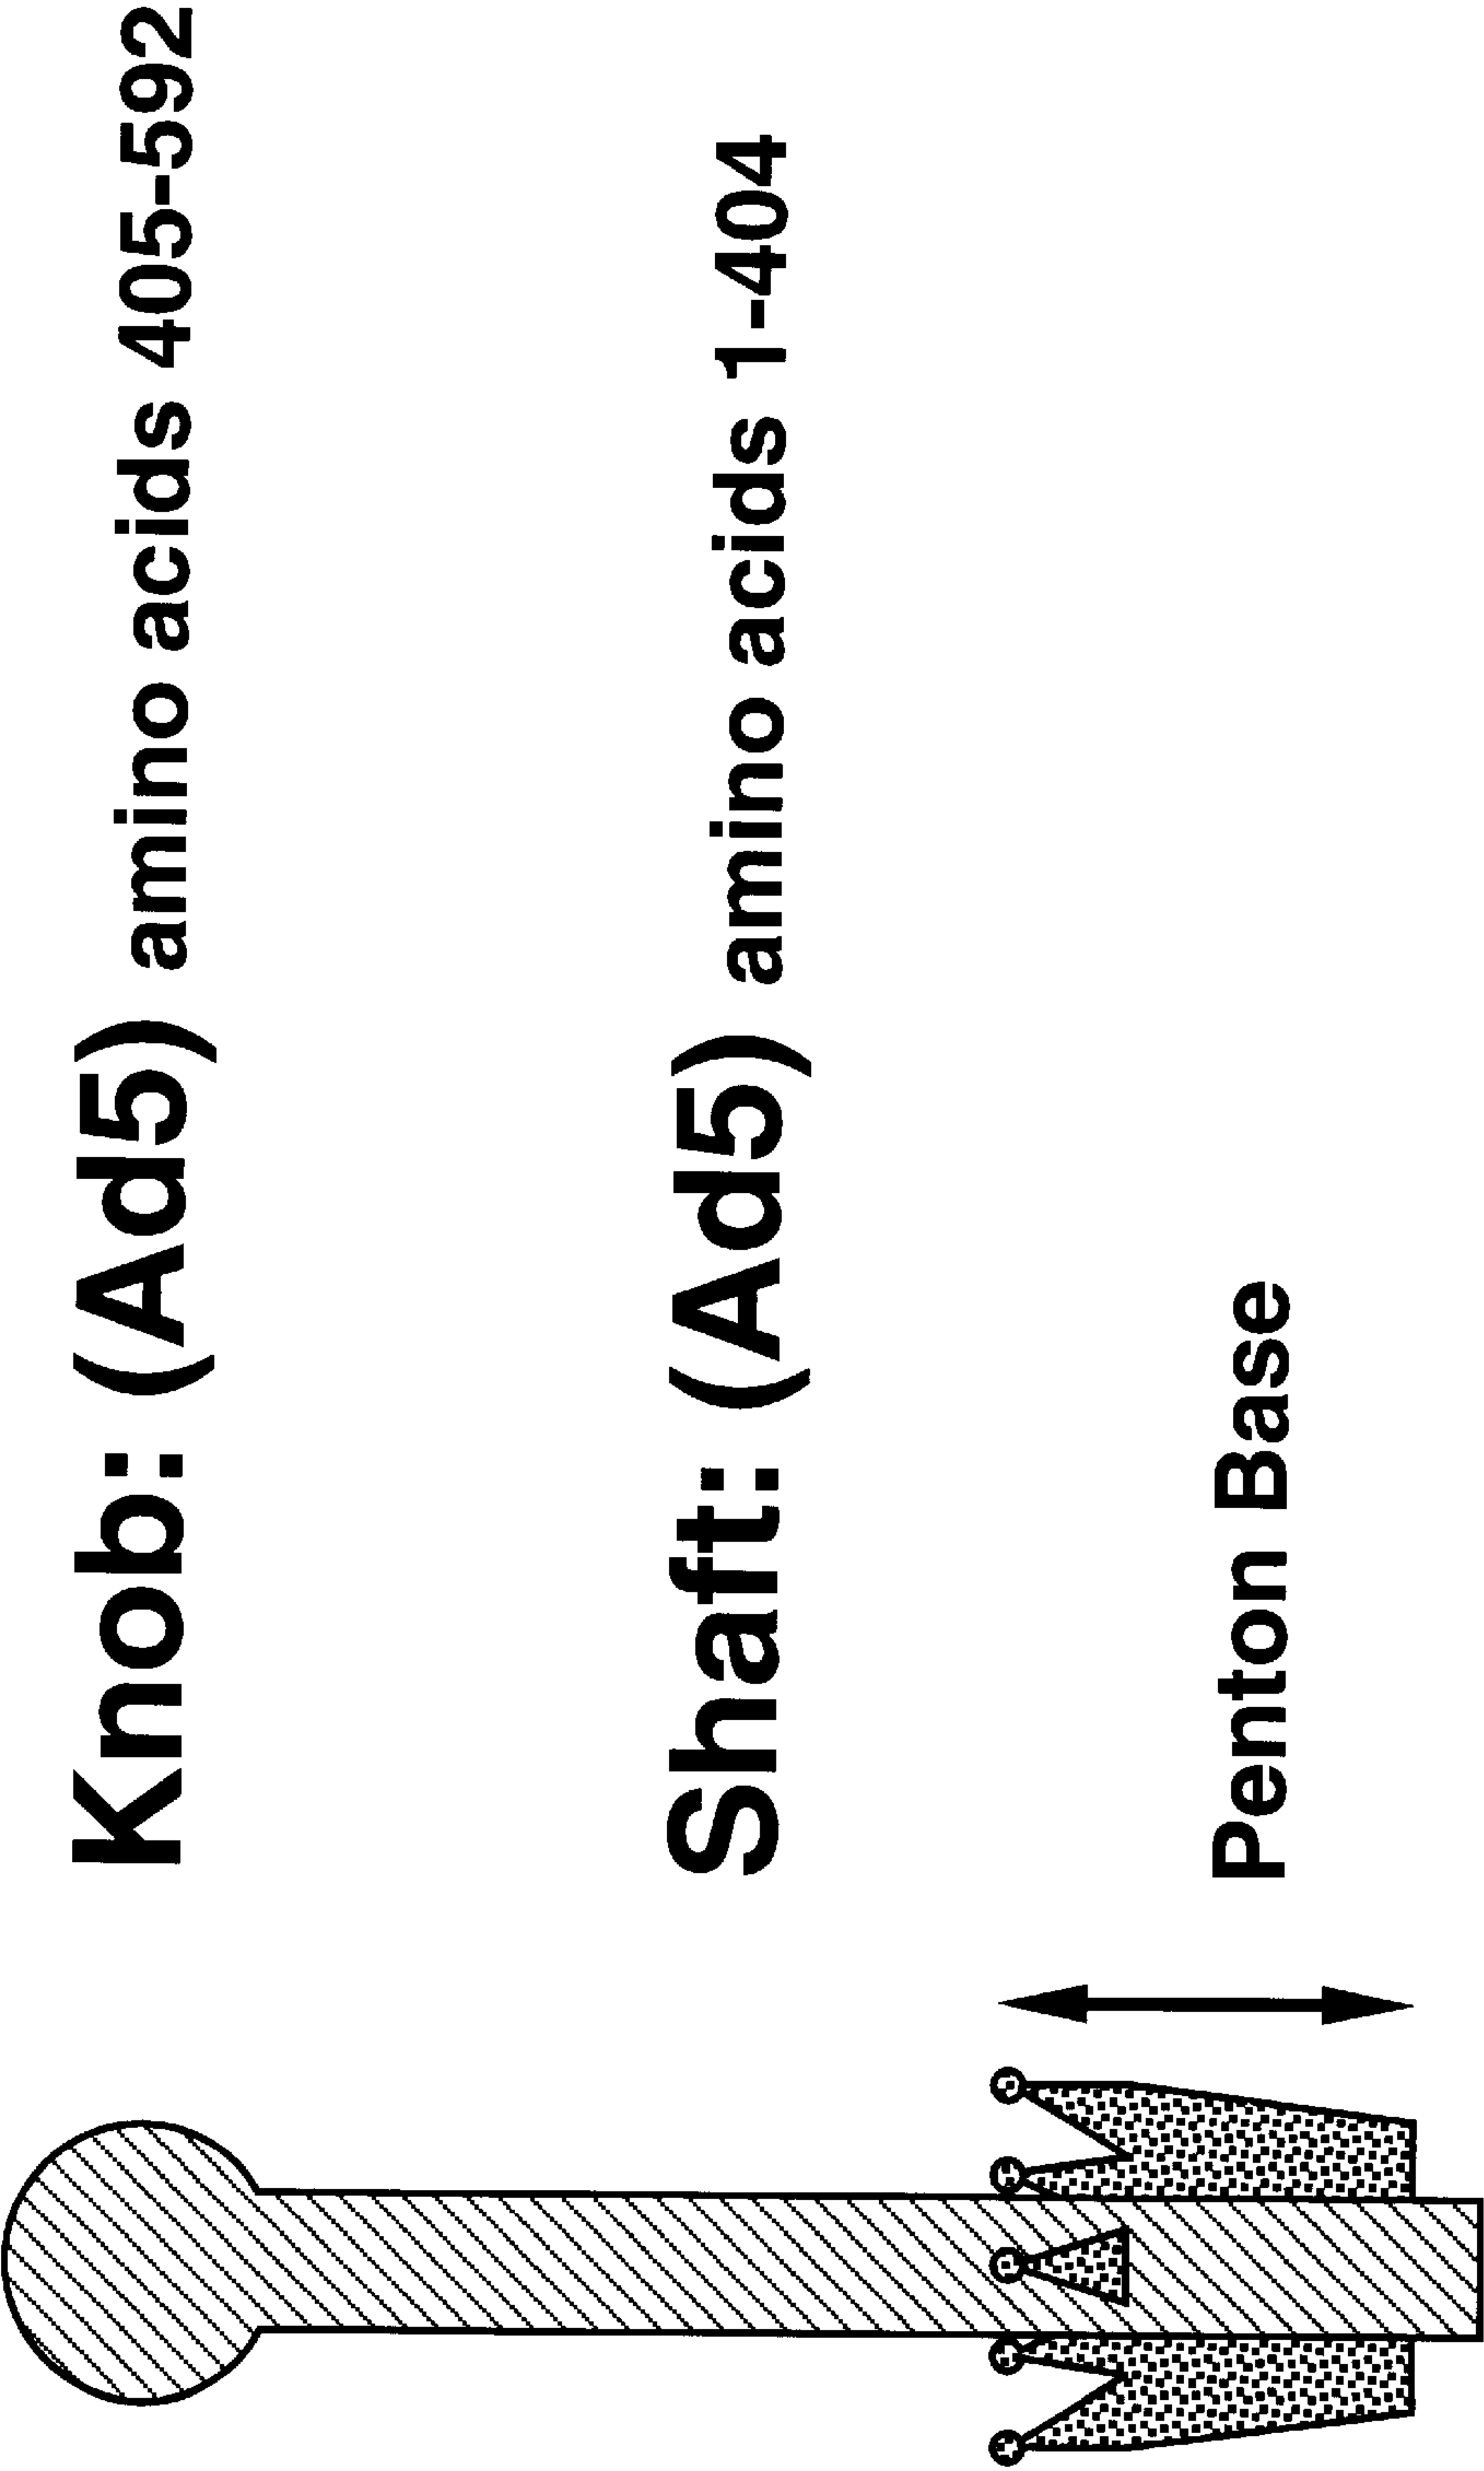 Knob: (Ad5) amino acids 405-592
Shaft: (Ad5) amino acids 1-404
Penton Base